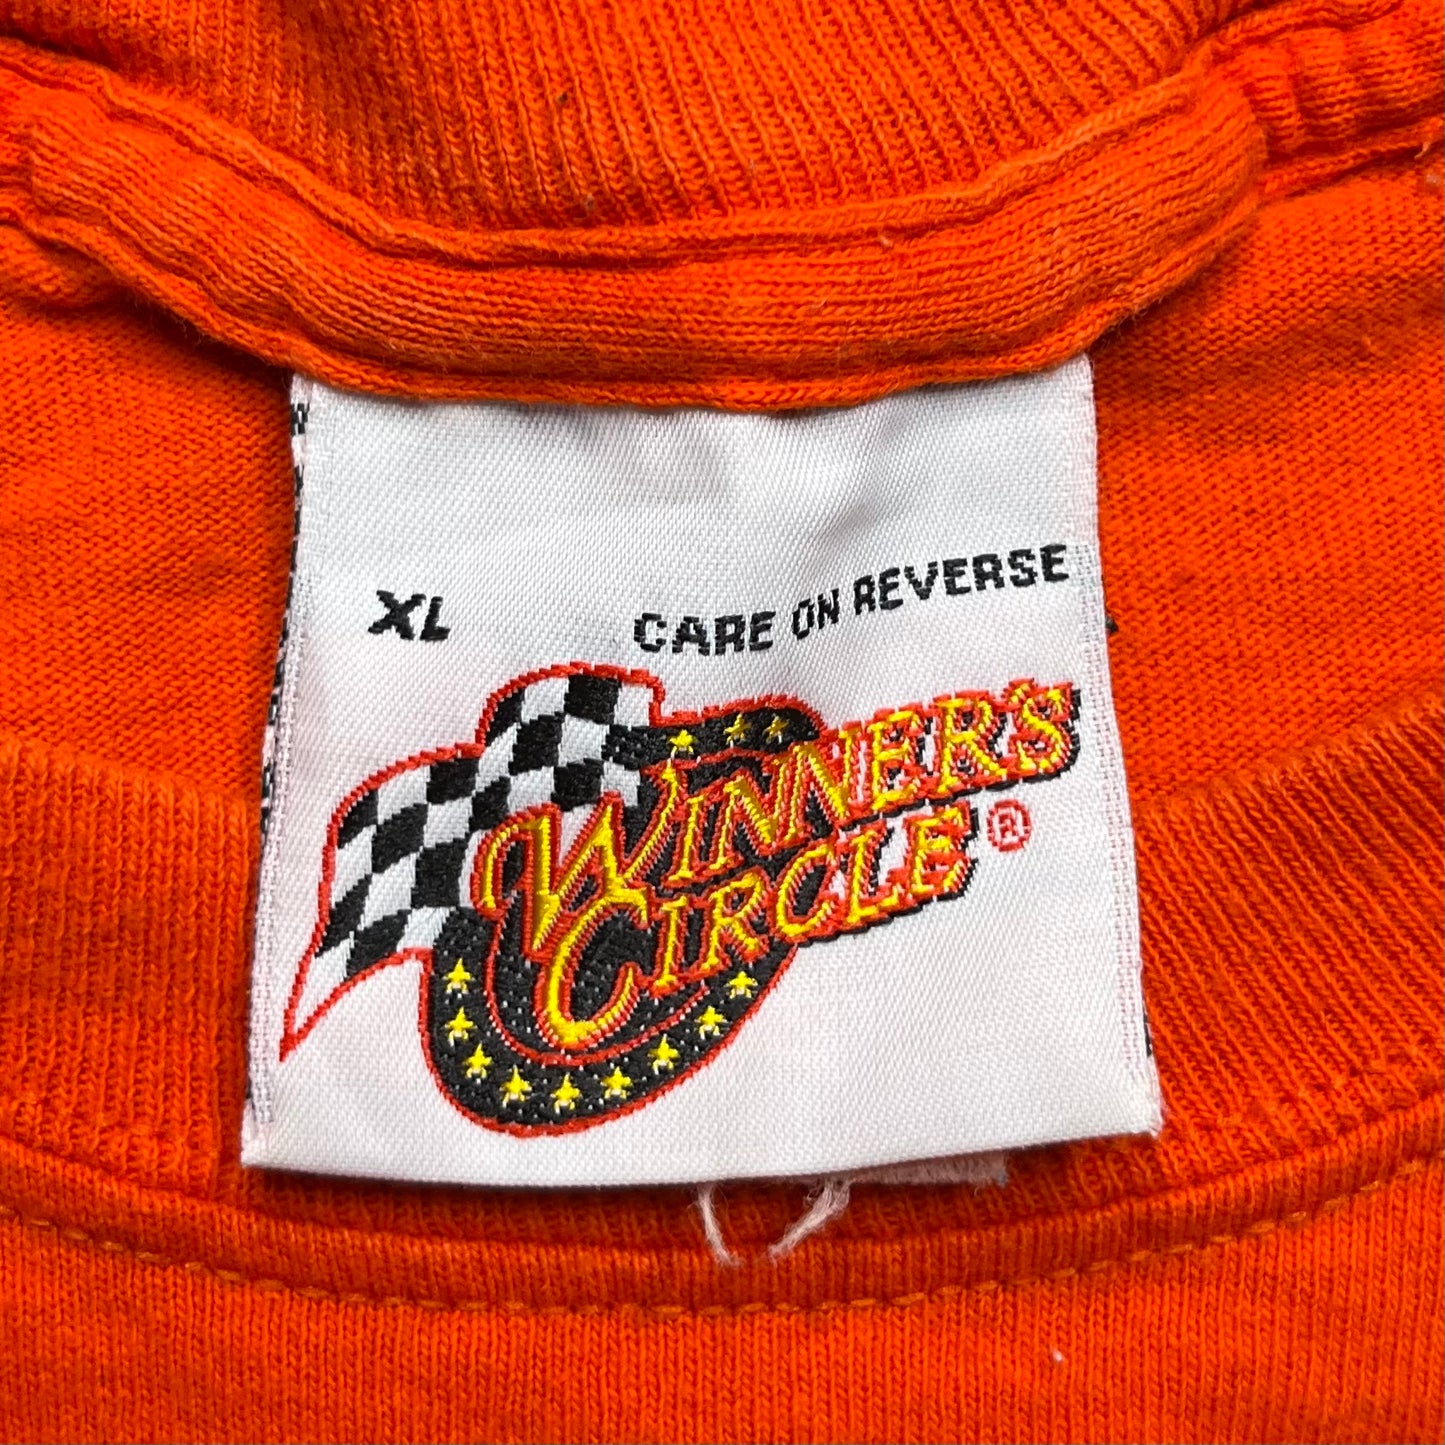 XL CARE ON REVERSE
WINNER'S
CIRCLE ®